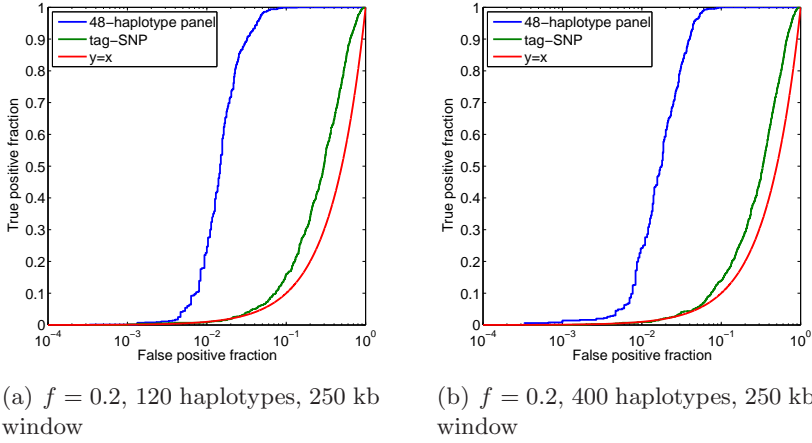 48−haplotype panel
tag−SNP
y=x
True positive fraction
1
0.9
0.8
0.7
0.6
0.5
0.4
0.3
0.2
0.1
0
10−4 10−3 10−2 10−1 100
False positive fraction
(a) f = 0.2, 120 haplotypes, 250 kb
window
48−haplotype panel
tag−SNP
y=x
True positive fraction
1
0.9
0.8
0.7
0.6
0.5
0.4
0.3
0.2
0.1
0
10−4 10−3 10−2 10−1 100
False positive fraction
(b) f = 0.2, 400 haplotypes, 250 kb
window